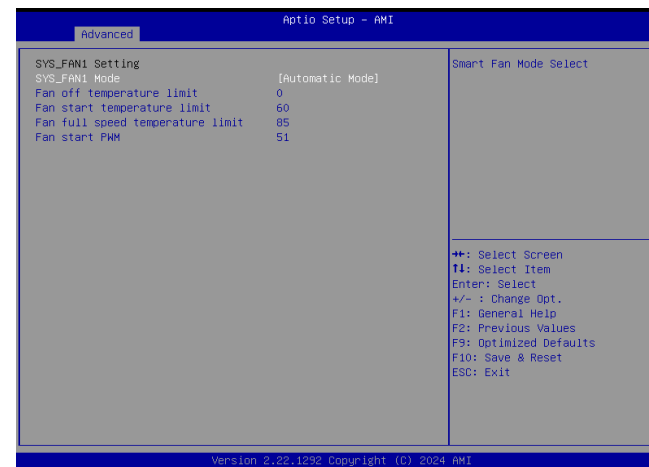 Aptio Setup – AMI
Advanced
SYS_FAN1 Setting
SYS_FAN1 Mode [Automatic Mode]
Fan off temperature limit 0
Fan start temperature limit 60
Fan full speed temperature limit 85
Fan start PWM 51
Smart Fan Mode Select
→←: Select Screen
↑↓: Select Item
Enter: Select
+/- : Change Opt.
F1: General Help
F2: Previous Values
F9: Optimized Defaults
F10: Save & Reset
ESC: Exit
Version 2.22.1292 Copyright (C) 2024 AMI